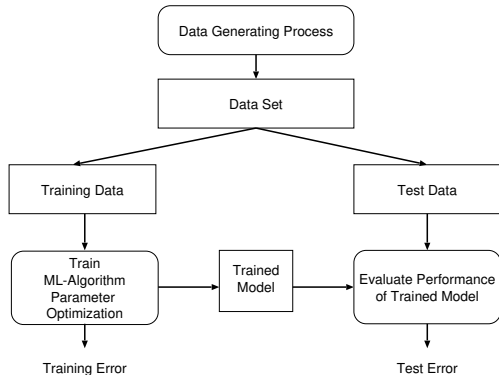 Data Generating Process
Data Set
Training Data
Test Data
Train
ML-Algorithm
Parameter
Optimization
Trained
Model
Evaluate Performance
of Trained Model
Training Error
Test Error